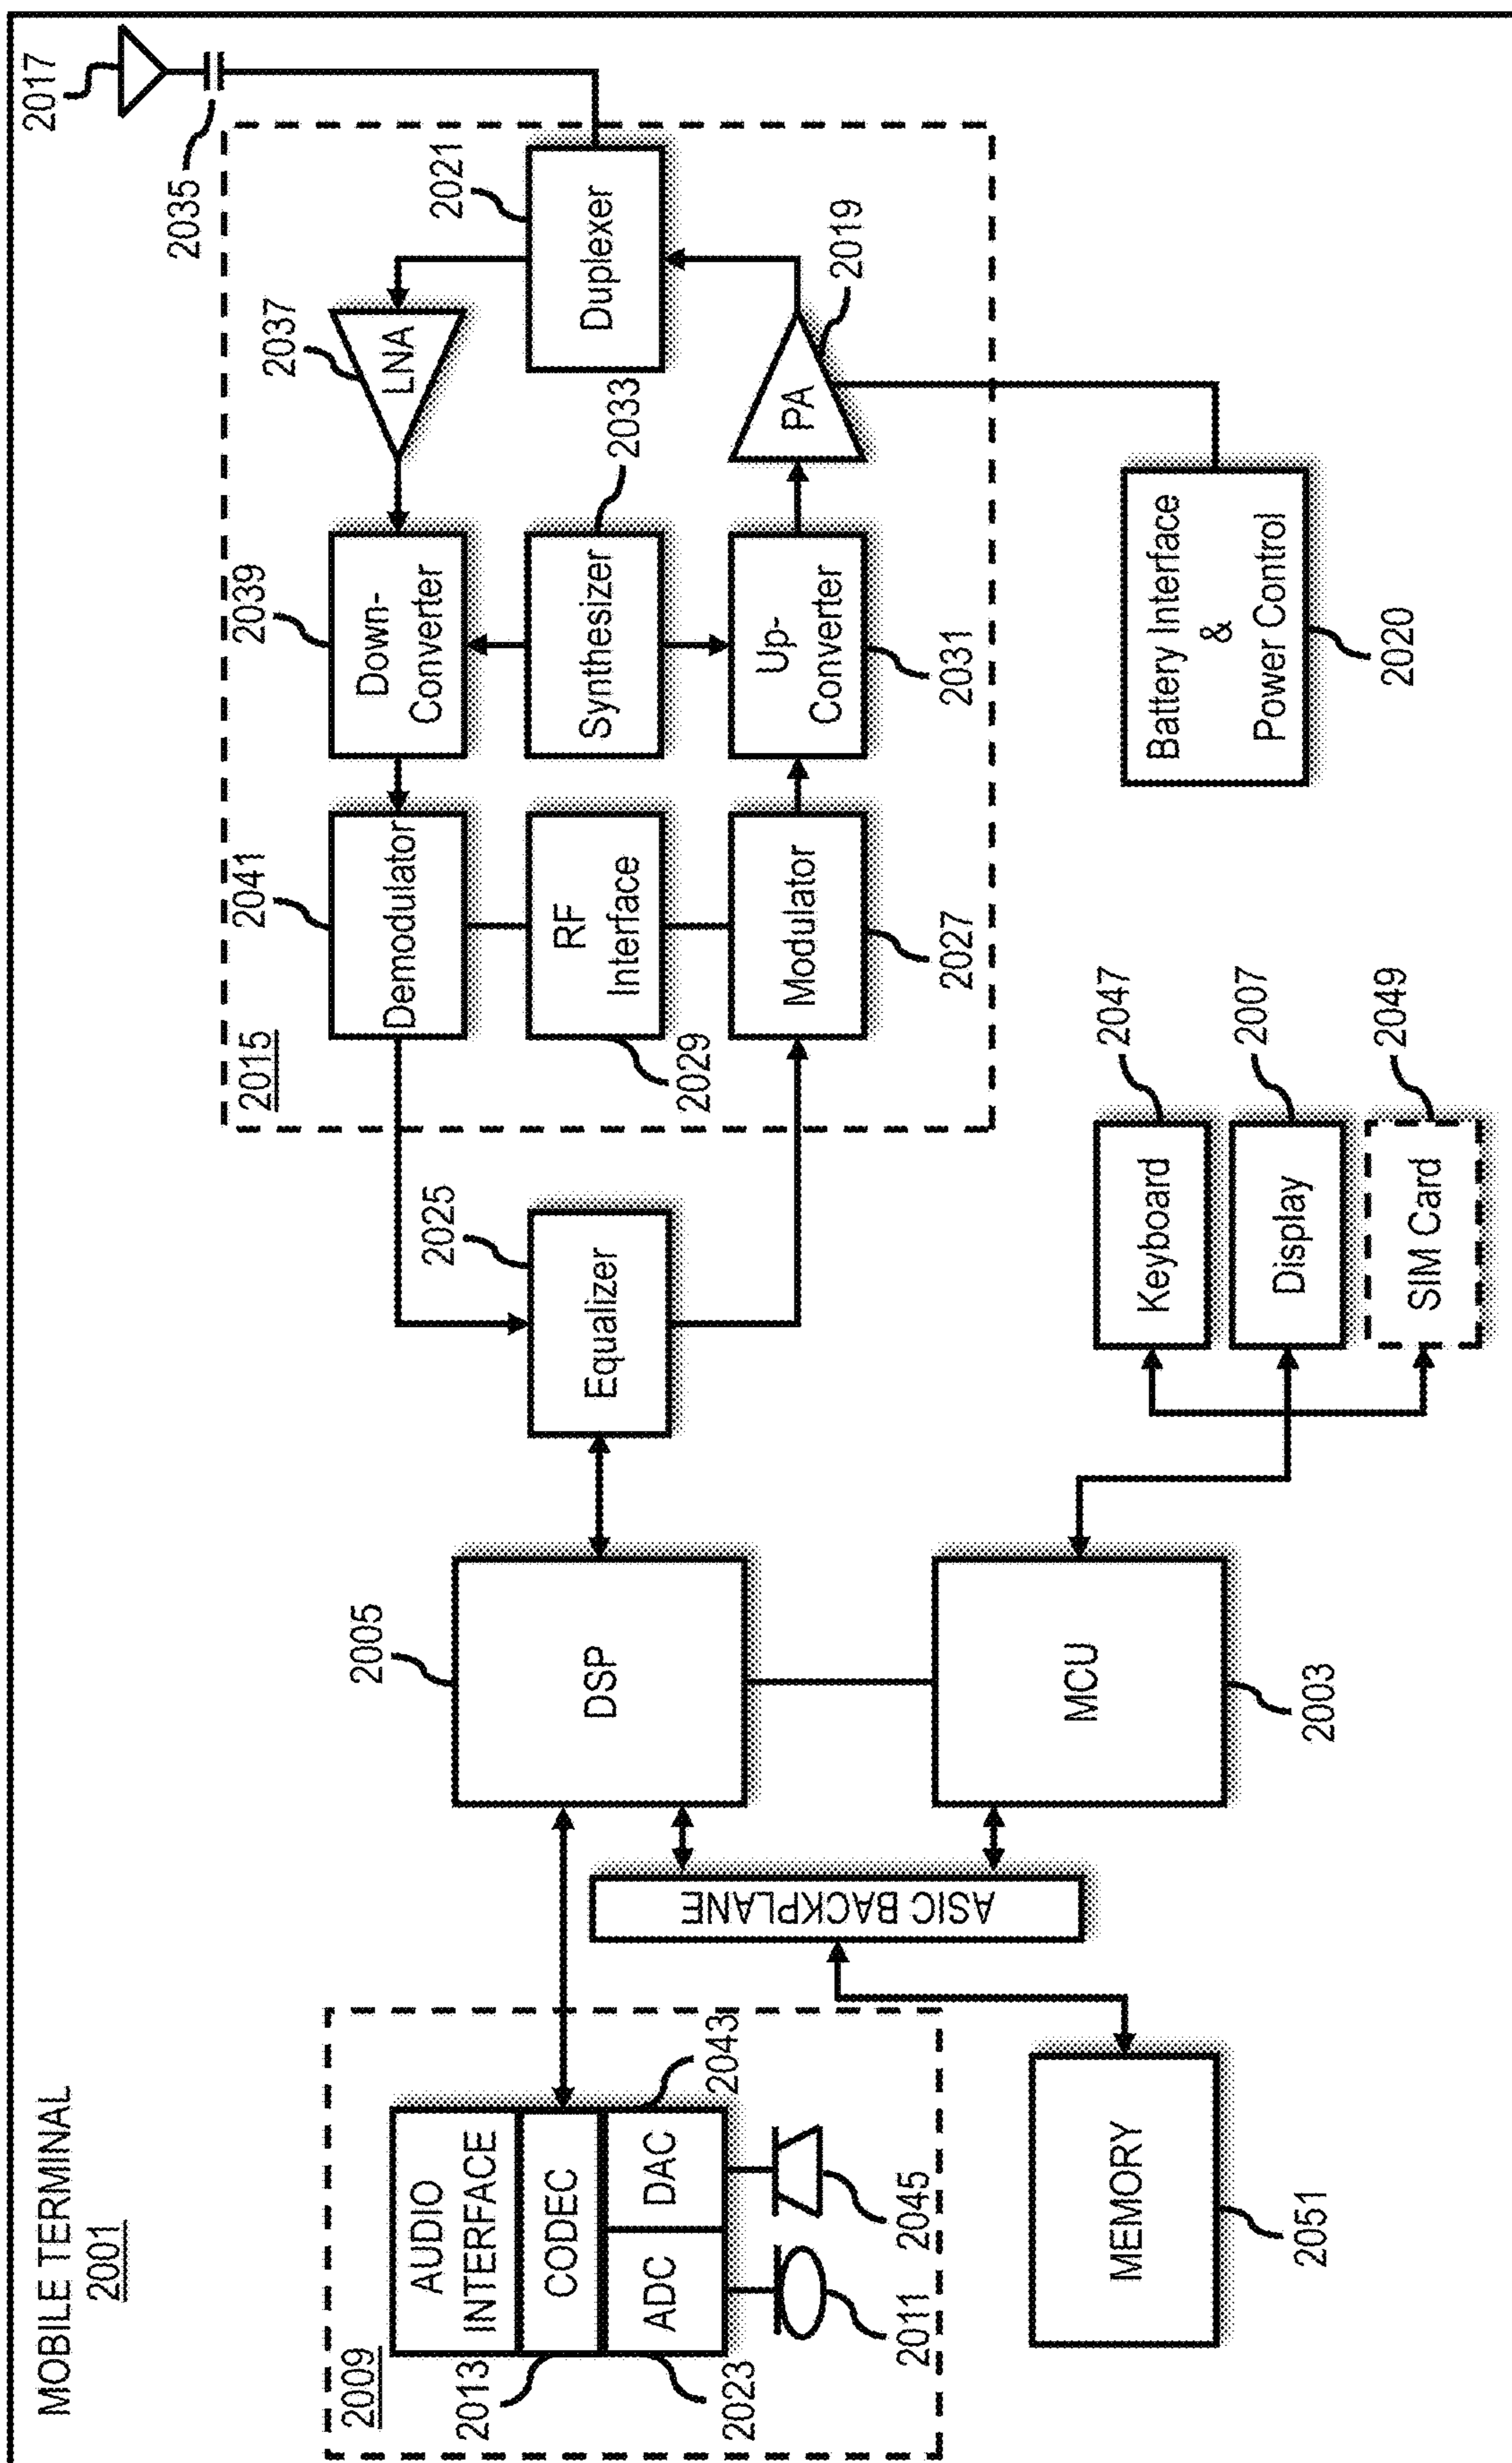 MOBILE TERMINAL
2001
2009
AUDIO
INTERFACE
CODEC
ADC
DAC
2013
2023
2043
2011
2045
MEMORY
2051
ASIC BACKPLANE
DSP
2005
MCU
2003
Equalizer
2025
Keyboard
2047
Display
2007
SIM Card
2049
2015
Demodulator
2041
RF
Interface
2029
Modulator
2027
Down-
Converter
2039
Synthesizer
2033
Up-
Converter
2031
LNA
2037
PA
2019
Duplexer
2021
2035
2017
Battery Interface
&
Power Control
2020